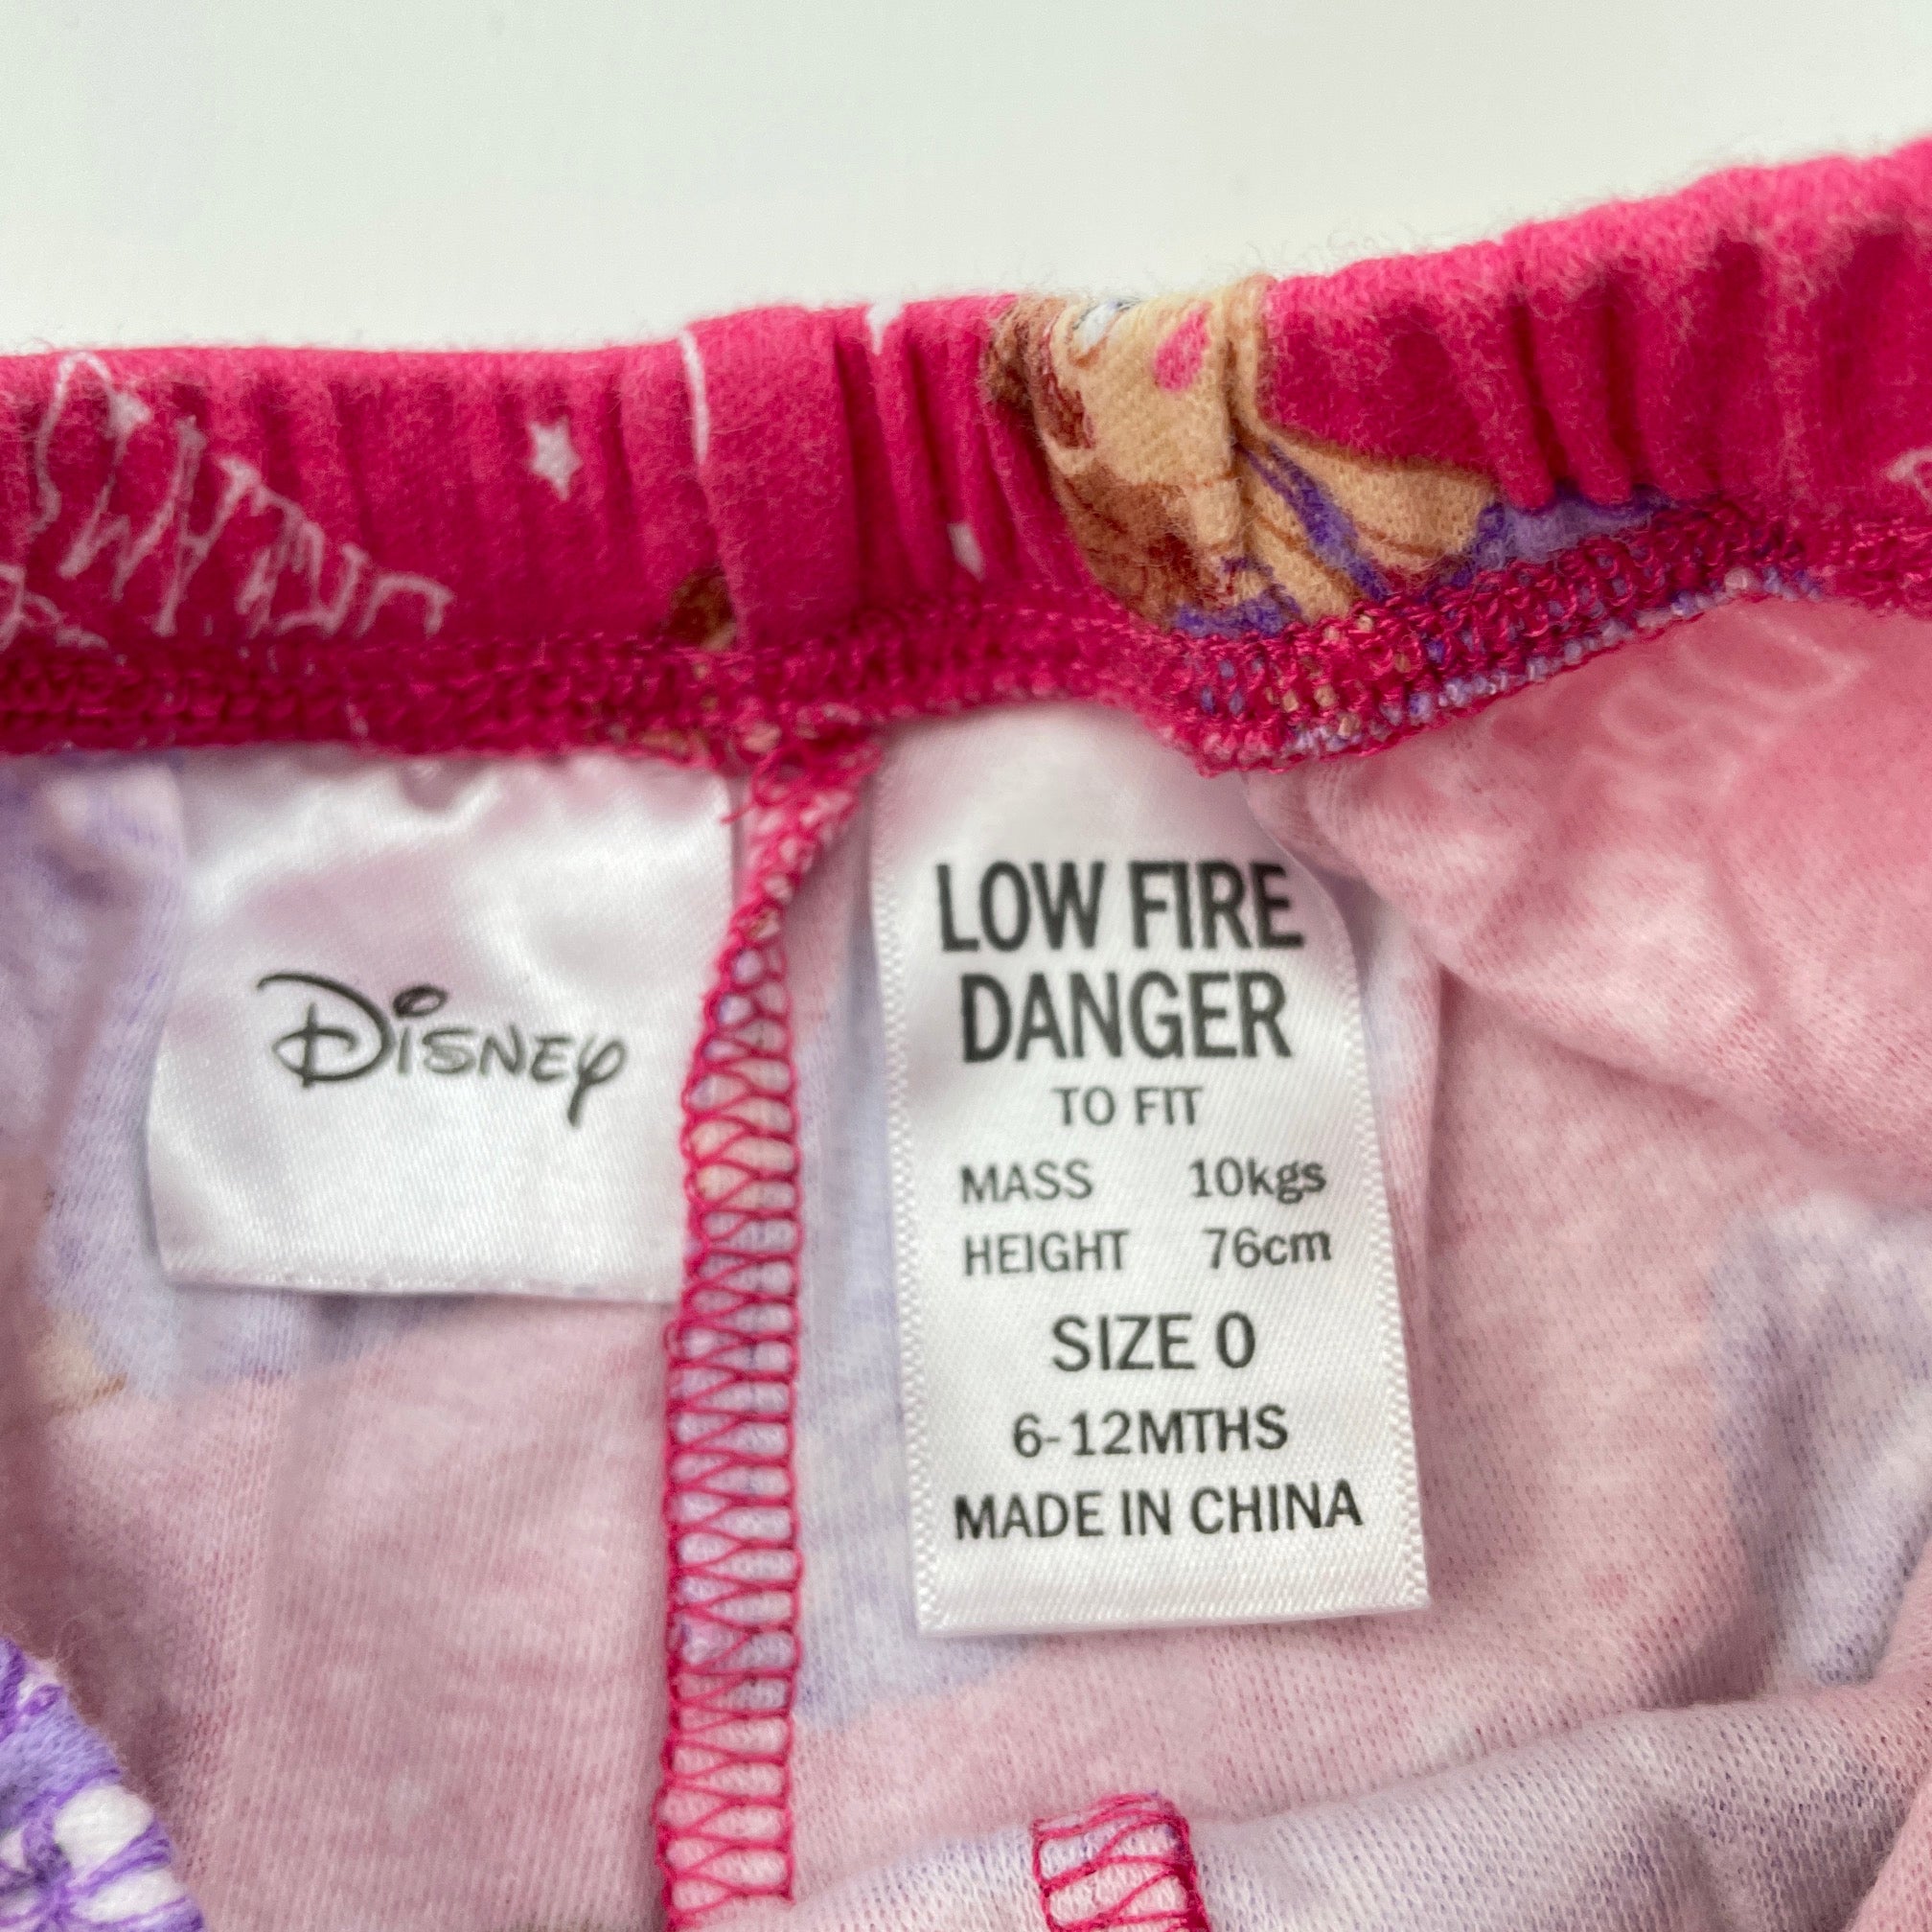 Disney
LOW FIRE
DANGER
TO FIT
MASS 10kgs
HEIGHT 76cm
SIZE 0
6-12MTHS
MADE IN CHINA